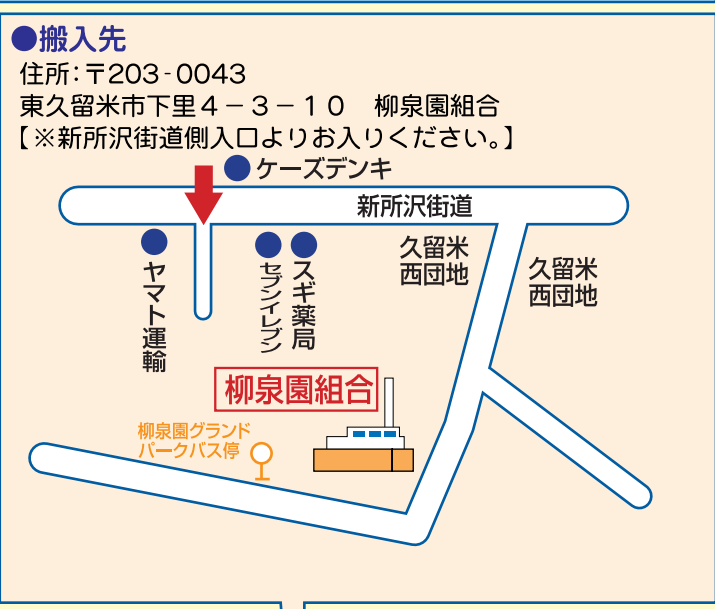 ●搬入先
住所：〒203-0043
東久留米市下里４－３－１０　柳泉園組合
【※新所沢街道側入口よりお入りください。】
ケーズデンキ
新所沢街道
ヤマト運輸
セブンイレブン
スギ薬局
久留米
西団地
久留米
西団地
柳泉園組合
柳泉園グランド
パークバス停